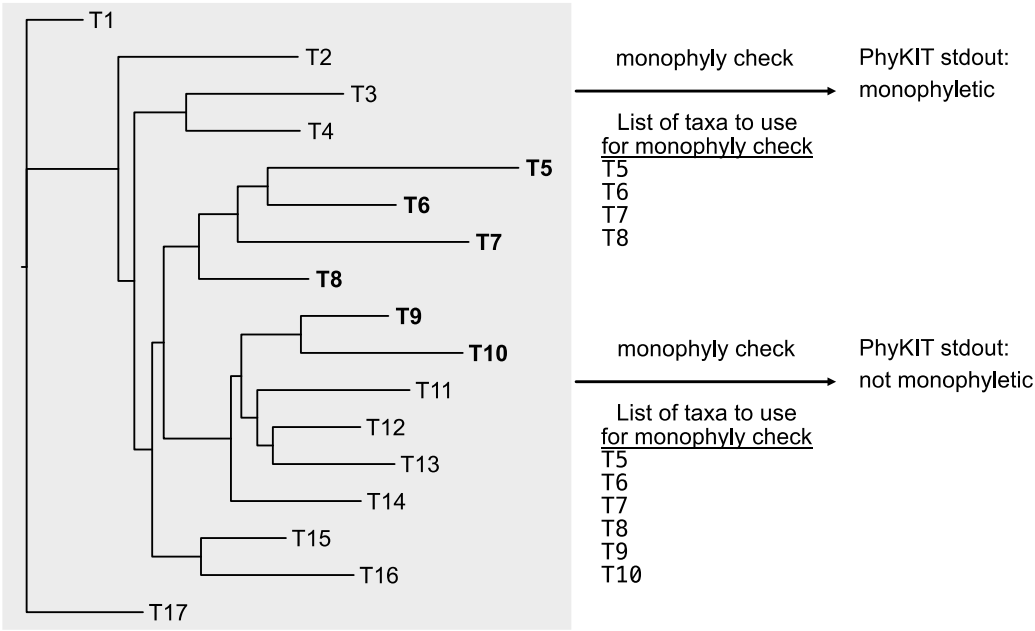 T1
T2
T3
T4
T5
T6
T7
T8
T9
T10
T11
T12
T13
T14
T15
T16
T17
monophyly check
PhyKIT stdout:
monophyletic
List of taxa to use
for monophyly check
T5
T6
T7
T8
monophyly check
PhyKIT stdout:
not monophyletic
List of taxa to use
for monophyly check
T5
T6
T7
T8
T9
T10